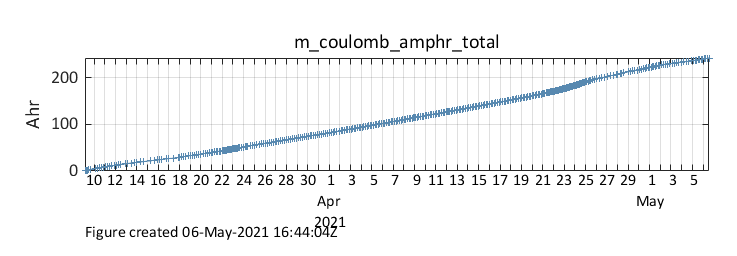 m_coulomb_amphr_total
Ahr
200
100
0
10 12 14 16 18 20 22 24 26 28 30 1 3 5 7 9 11 13 15 17 19 21 23 25 27 29 1 3 5
Apr May
2021
Figure created 06-May-2021 16:44:04Z